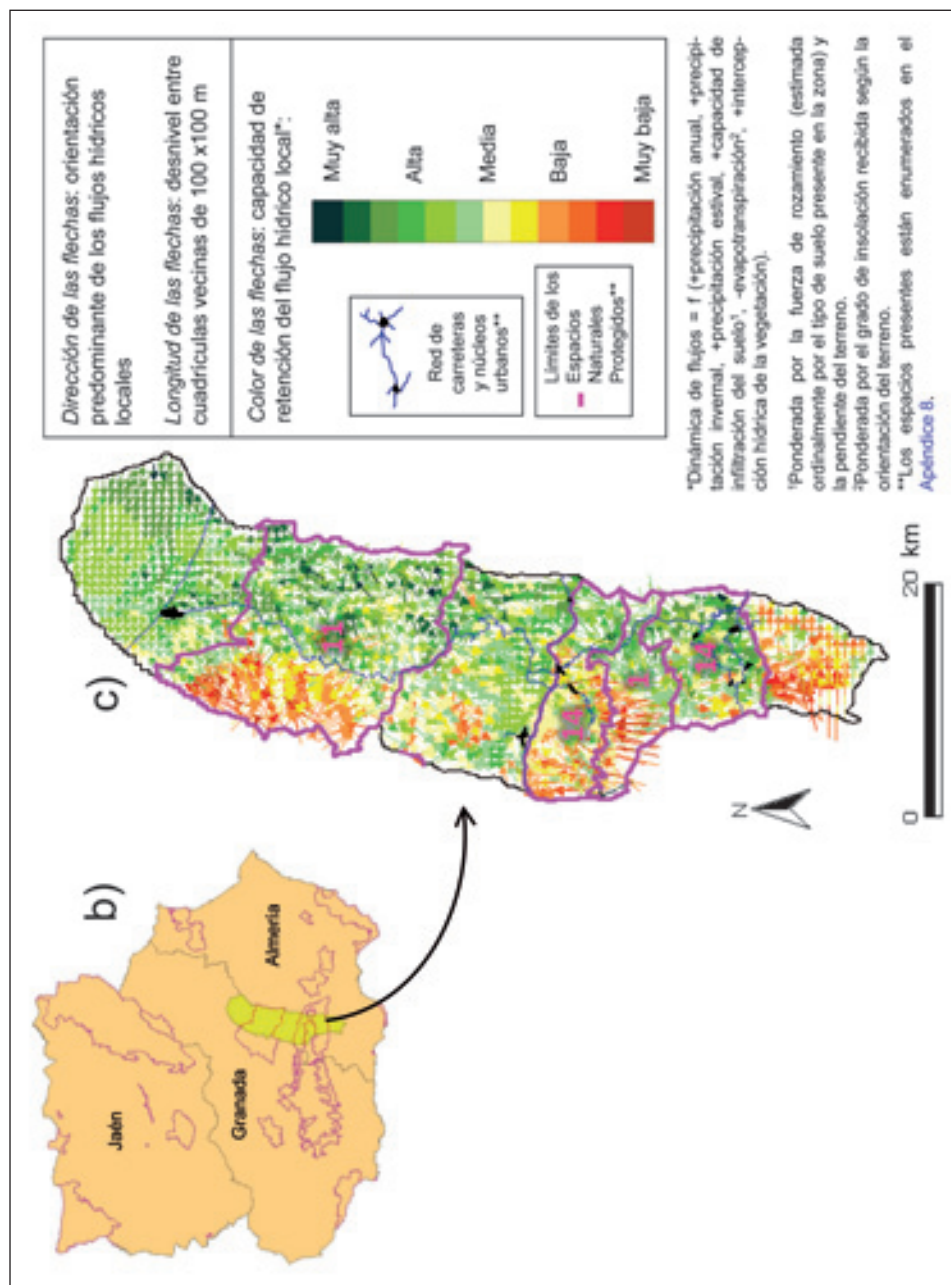 b)
Jaén
Granada
Almería
c)
11
14
1
14
N
0
20 km
Dirección de las flechas: orientación
predominante de los flujos hídricos
locales
Longitud de las flechas: desnivel entre
cuadrículas vecinas de 100 x100 m
Color de las flechas: capacidad de
retención del flujo hídrico local*:
Red de
carreteras
y núcleos
urbanos**
Límites de los
Espacios
Naturales
Protegidos**
Muy alta
Alta
Media
Baja
Muy baja
*Dinámica de flujos = f (+precipitación anual, +precipi-
tación invernal, +precipitación estival, +capacidad de
infiltración del suelo¹, -evapotranspiración², +intercep-
ción hídrica de la vegetación).
¹Ponderada por la fuerza de rozamiento (estimada
ordinalmente por el tipo de suelo presente en la zona) y
la pendiente del terreno.
²Ponderada por el grado de insolación recibida según la
orientación del terreno.
**Los espacios presentes están enumerados en el
Apéndice 8.